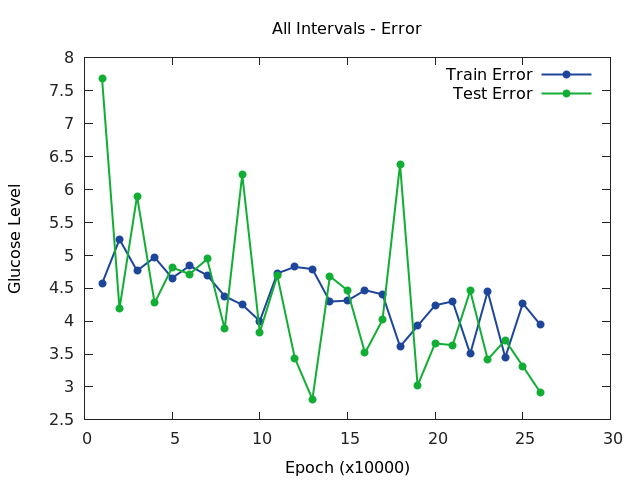 All Intervals - Error
8
7.5
7
6.5
6
5.5
5
4.5
4
3.5
3
2.5
Glucose Level
Train Error
Test Error
0 5 10 15 20 25 30
Epoch (x10000)